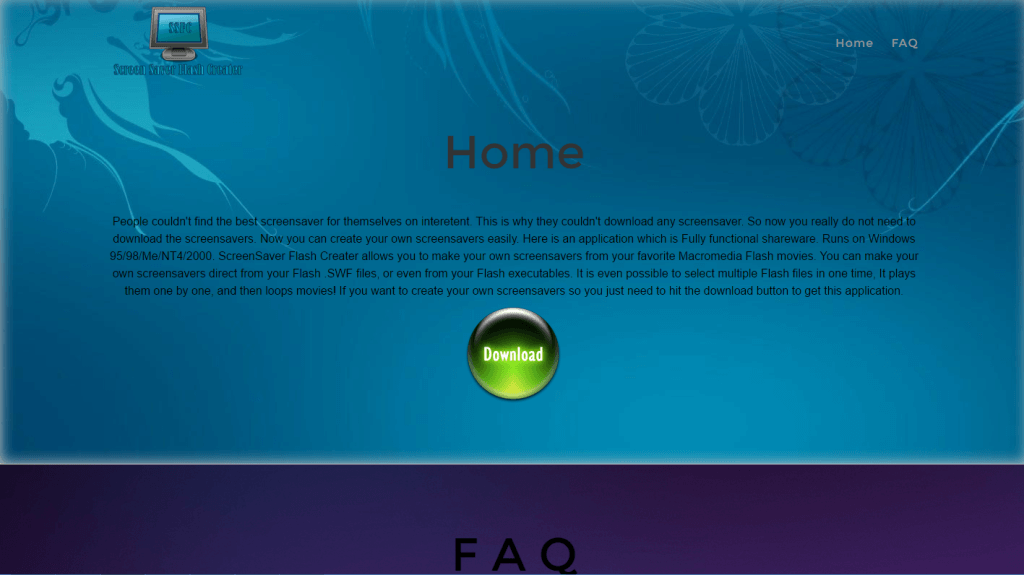 SSFC
Screen Saver Flash Creater
Home FAQ
Home
People couldn't find the best screensaver for themselves on interetent. This is why they couldn't download any screensaver. So now you really do not need to
download the screensavers. Now you can create your own screensavers easily. Here is an application which is Fully functional shareware. Runs on Windows
95/98/Me/NT4/2000. ScreenSaver Flash Creater allows you to make your own screensavers from your favorite Macromedia Flash movies. You can make your
own screensavers direct from your Flash .SWF files, or even from your Flash executables. It is even possible to select multiple Flash files in one time, It plays
them one by one, and then loops movies! If you want to create your own screensavers so you just need to hit the download button to get this application.
Download
FAQ